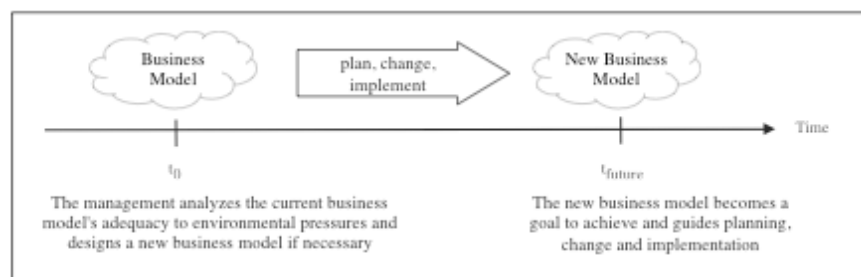 Business
Model
plan, change,
implement
New Business
Model
Time
t0
tfuture
The management analyzes the current business
model's adequacy to environmental pressures and
designs a new business model if necessary
The new business model becomes a
goal to achieve and guides planning,
change and implementation